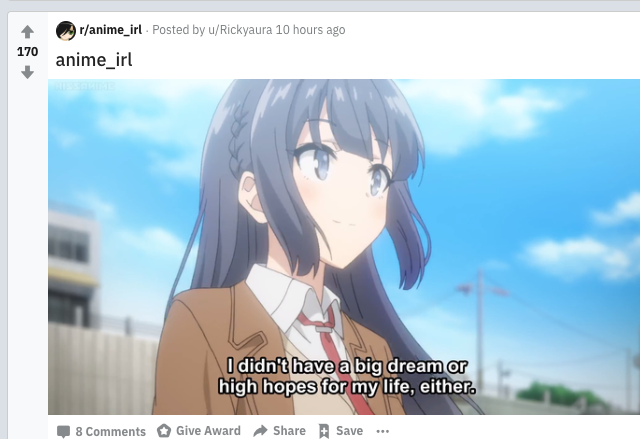 r/anime_irl · Posted by u/Rickyaura 10 hours ago
170
anime_irl
I didn't have a big dream or
high hopes for my life, either.
8 Comments Give Award Share Save ···